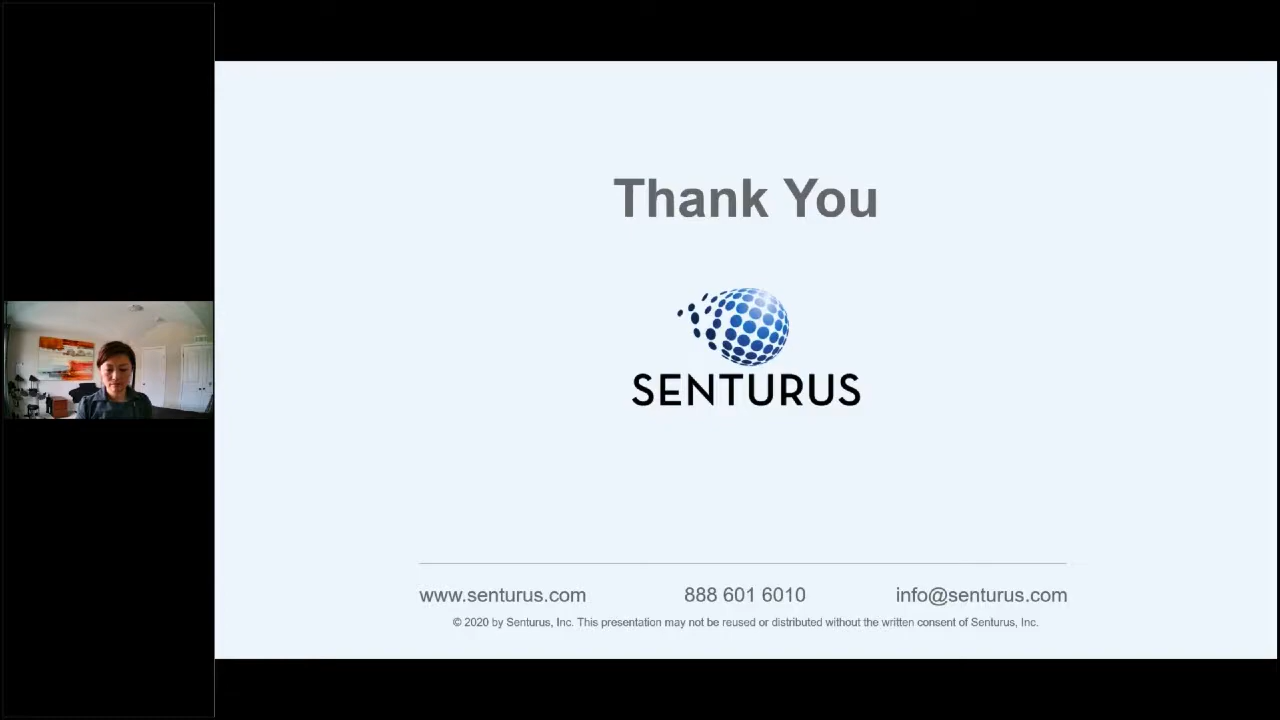 Thank You
SENTURUS
www.senturus.com 888 601 6010 info@senturus.com
© 2020 by Senturus, Inc. This presentation may not be reused or distributed without the written consent of Senturus, Inc.